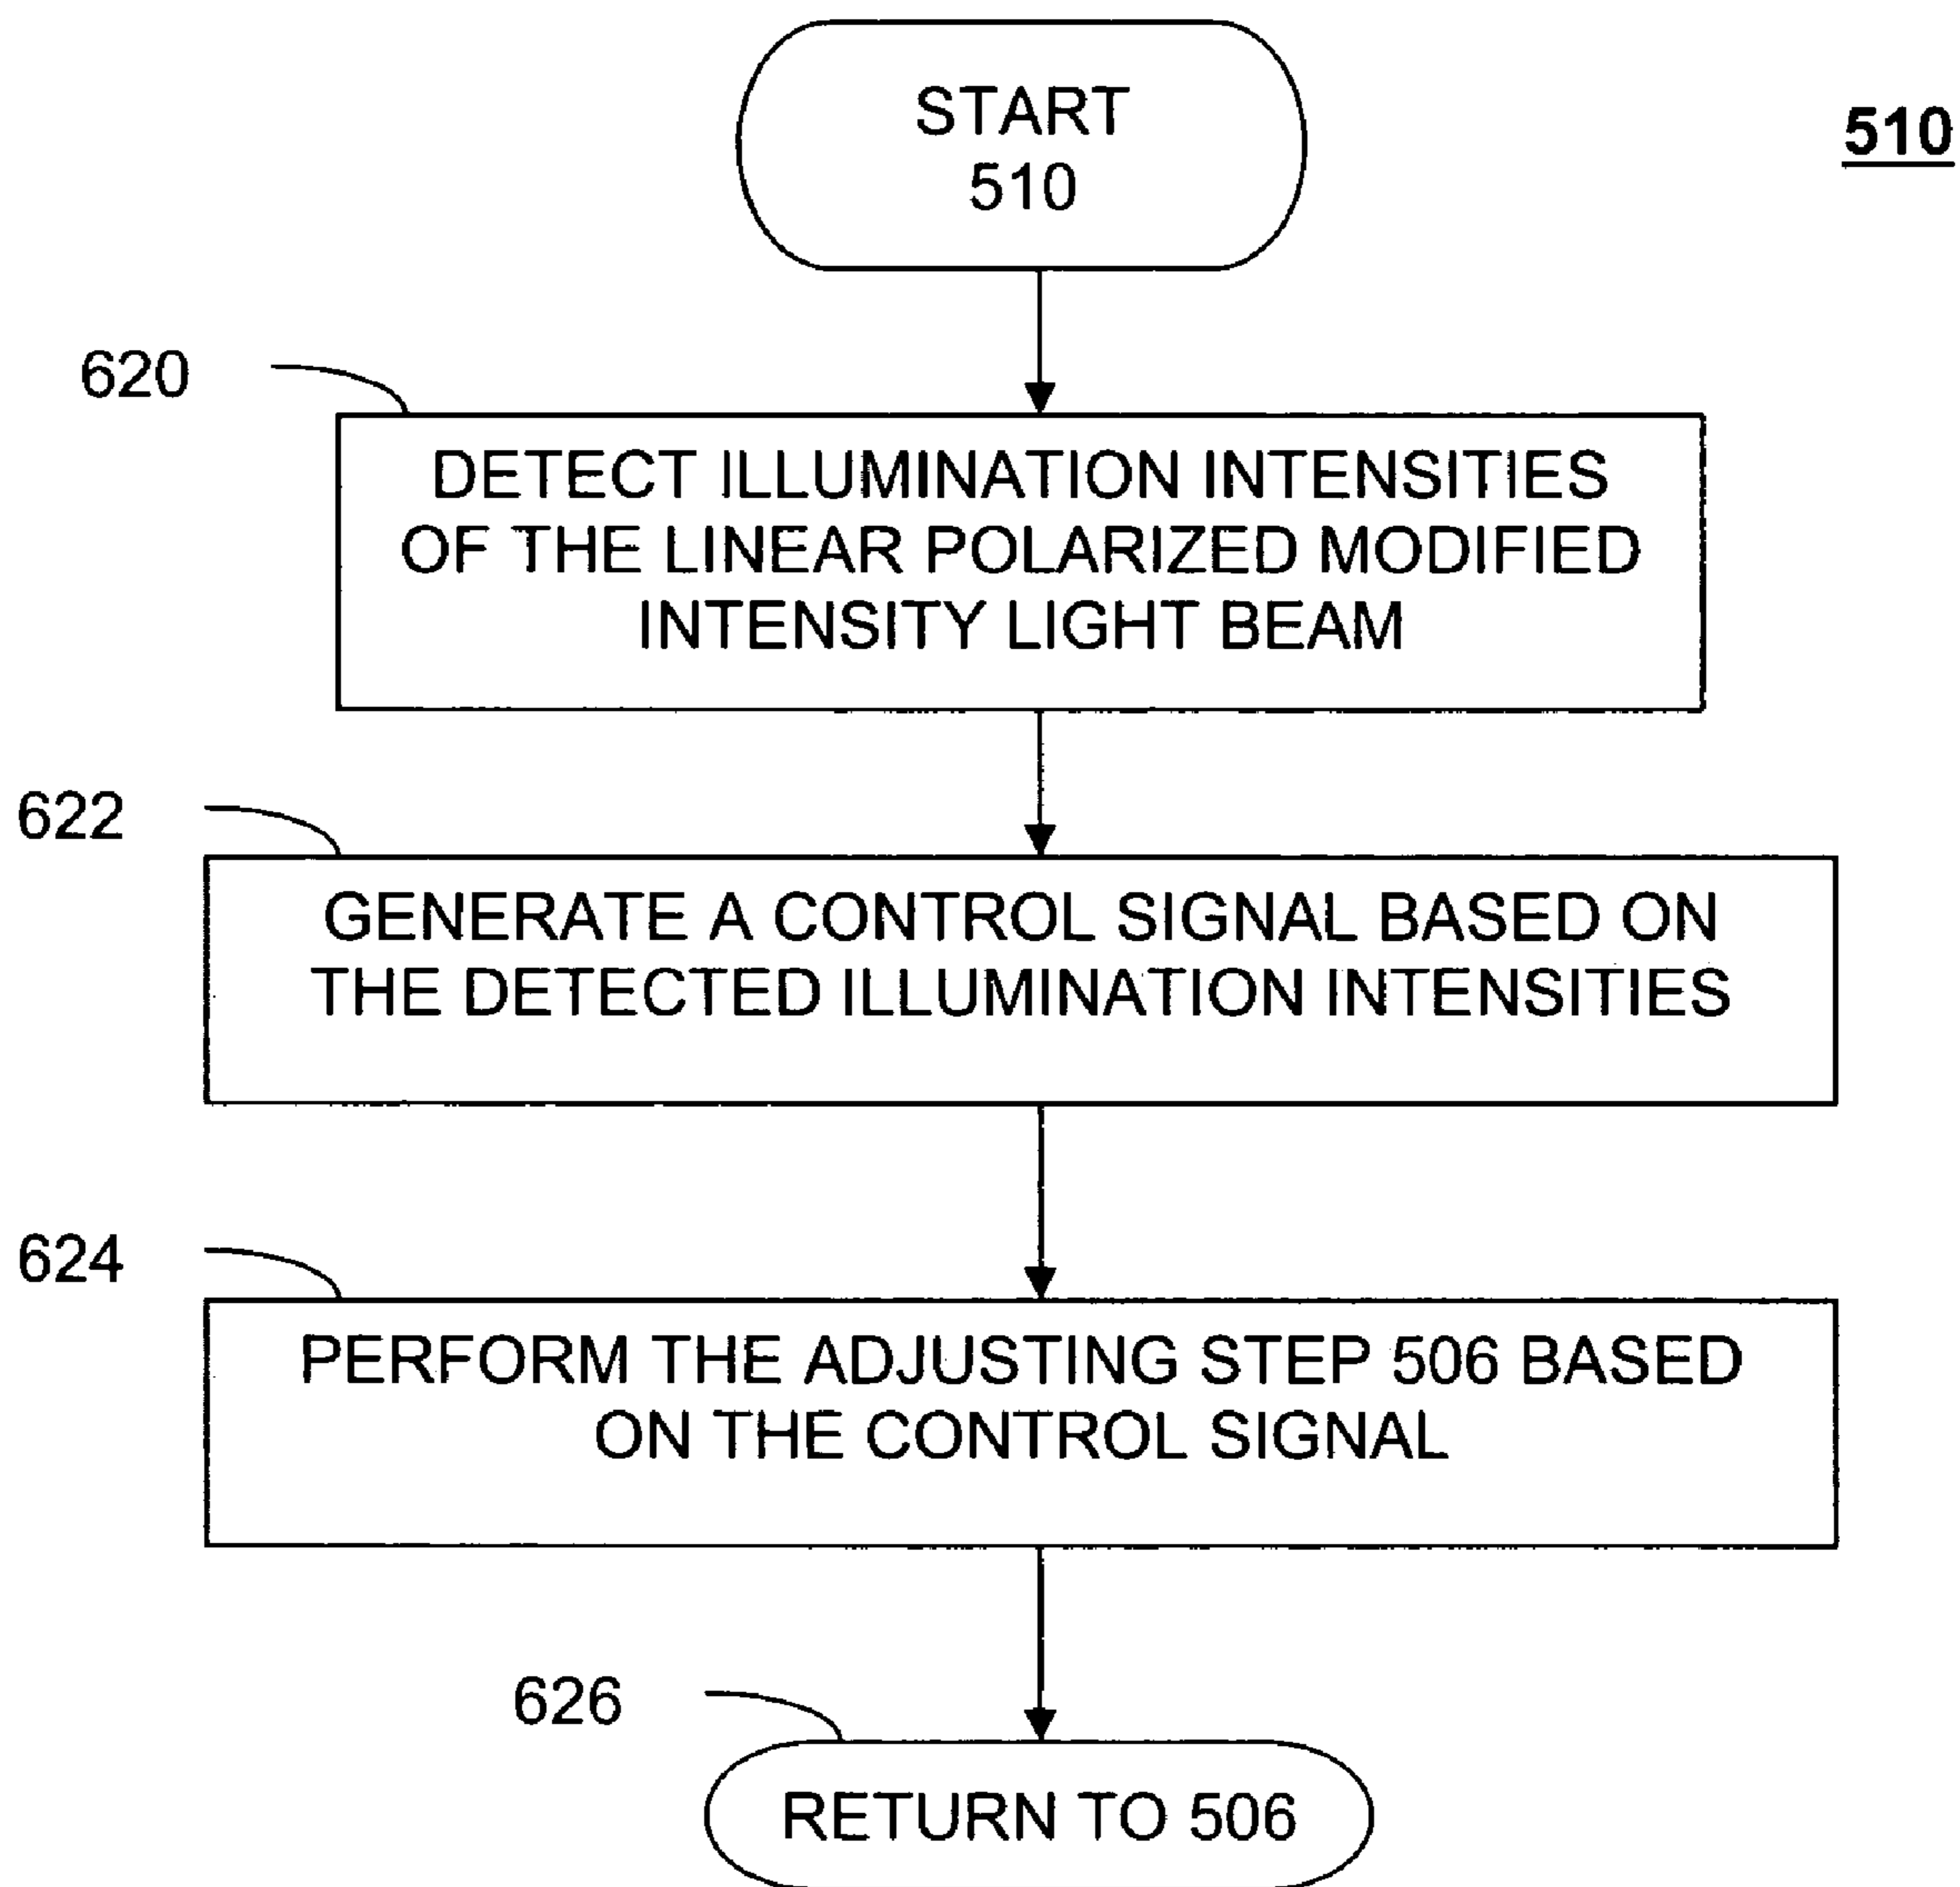 START
510
510
620
DETECT ILLUMINATION INTENSITIES
OF THE LINEAR POLARIZED MODIFIED
INTENSITY LIGHT BEAM
622
GENERATE A CONTROL SIGNAL BASED ON
THE DETECTED ILLUMINATION INTENSITIES
624
PERFORM THE ADJUSTING STEP 506 BASED
ON THE CONTROL SIGNAL
626
RETURN TO 506